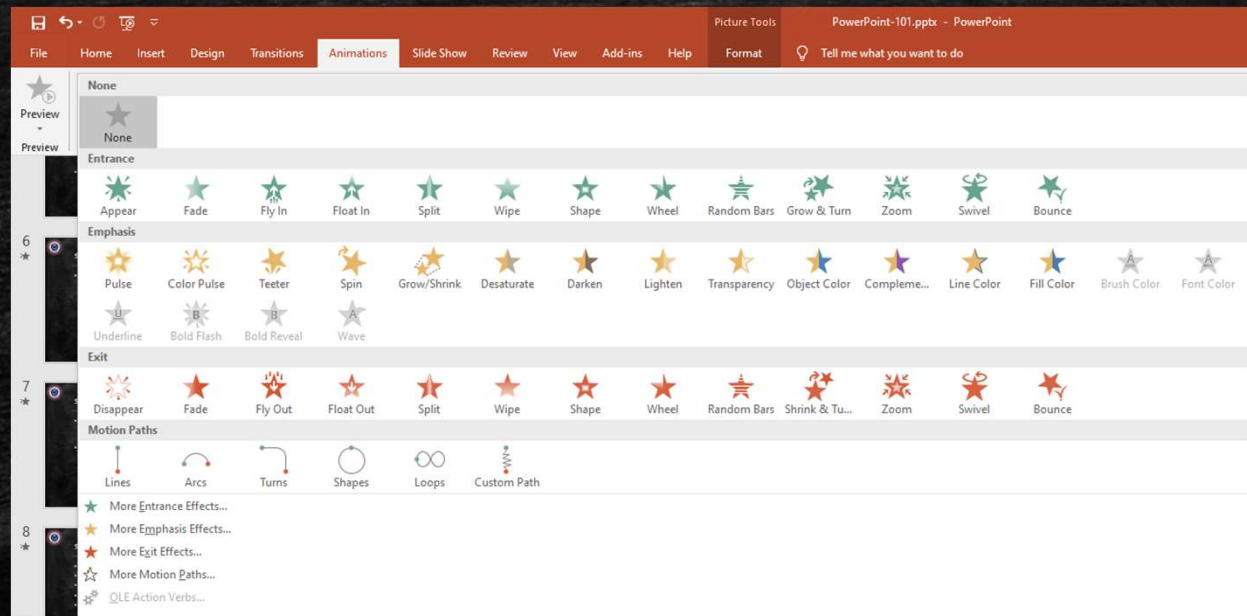 Picture Tools PowerPoint-101.pptx - PowerPoint
File Home Insert Design Transitions Animations Slide Show Review View Add-ins Help Format Tell me what you want to do
None
Preview
None
Preview
Entrance
Appear Fade Fly In Float In Split Wipe Shape Wheel Random Bars Grow & Turn Zoom Swivel Bounce
Emphasis
6
Pulse Color Pulse Teeter Spin Grow/Shrink Desaturate Darken Lighten Transparency Object Color Compleme... Line Color Fill Color Brush Color Font Color
Underline Bold Flash Bold Reveal Wave
Exit
7
Disappear Fade Fly Out Float Out Split Wipe Shape Wheel Random Bars Shrink & Tu... Zoom Swivel Bounce
Motion Paths
Lines Arcs Turns Shapes Loops Custom Path
More Entrance Effects...
More Emphasis Effects...
8
More Exit Effects...
More Motion Paths...
OLE Action Verbs...